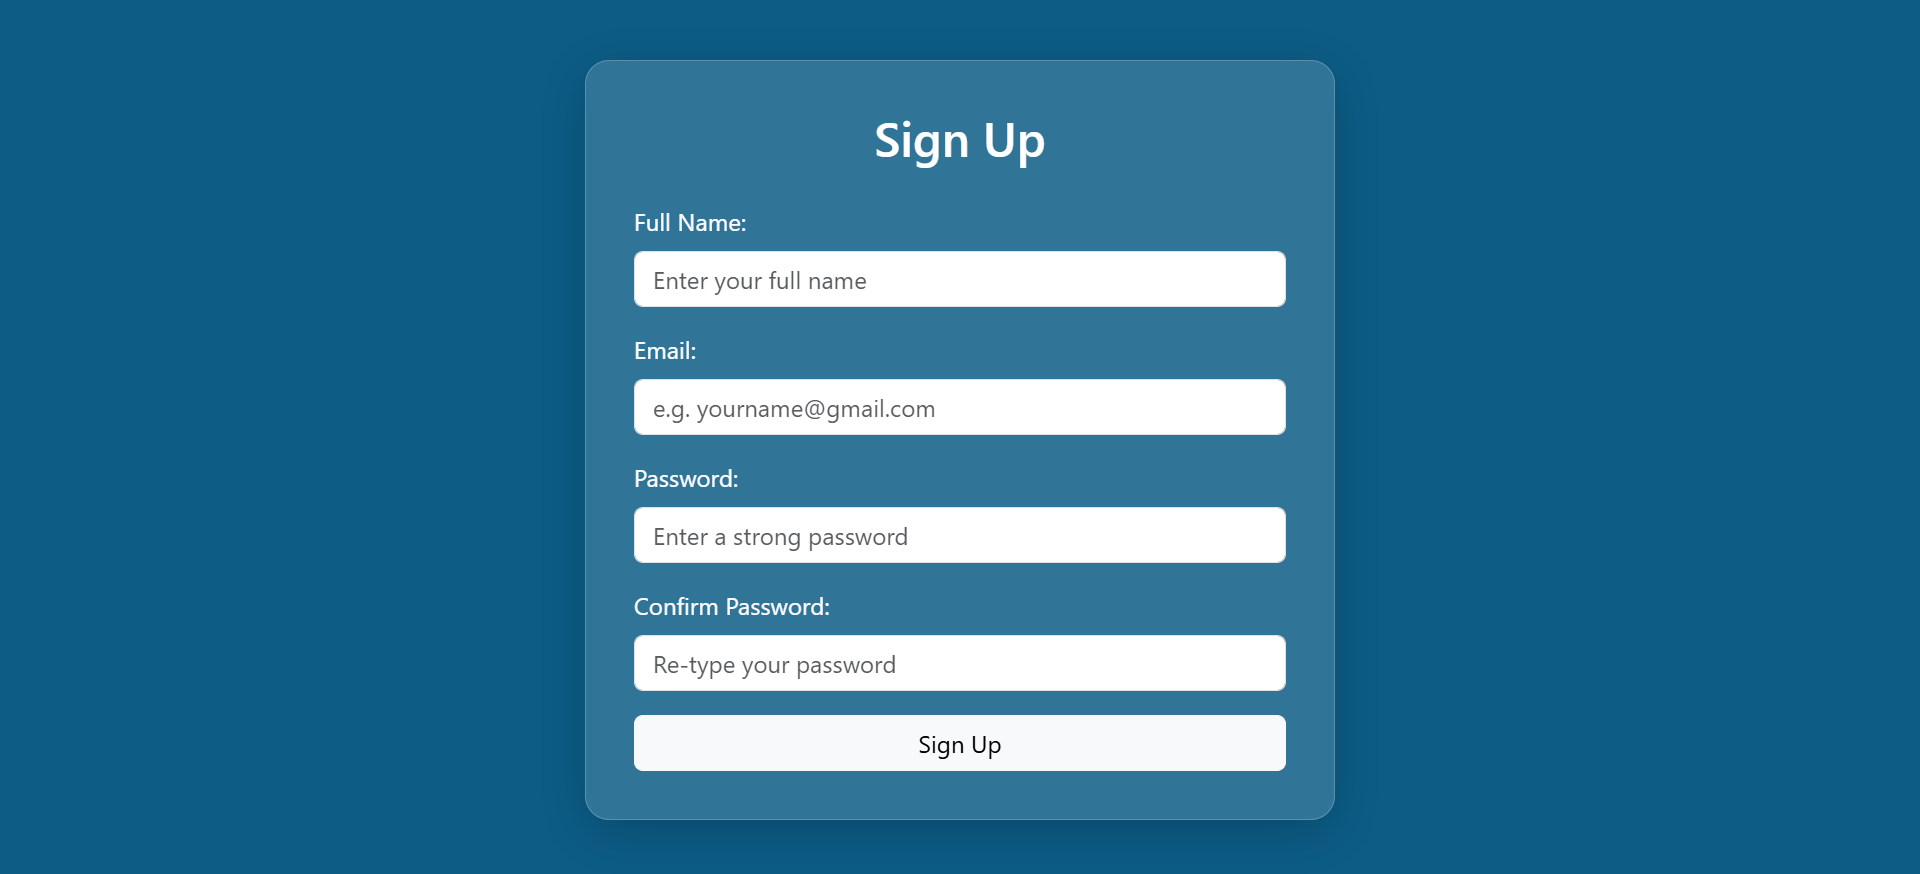 Sign Up
Full Name:
Enter your full name
Email:
e.g. yourname@gmail.com
Password:
Enter a strong password
Confirm Password:
Re-type your password
Sign Up